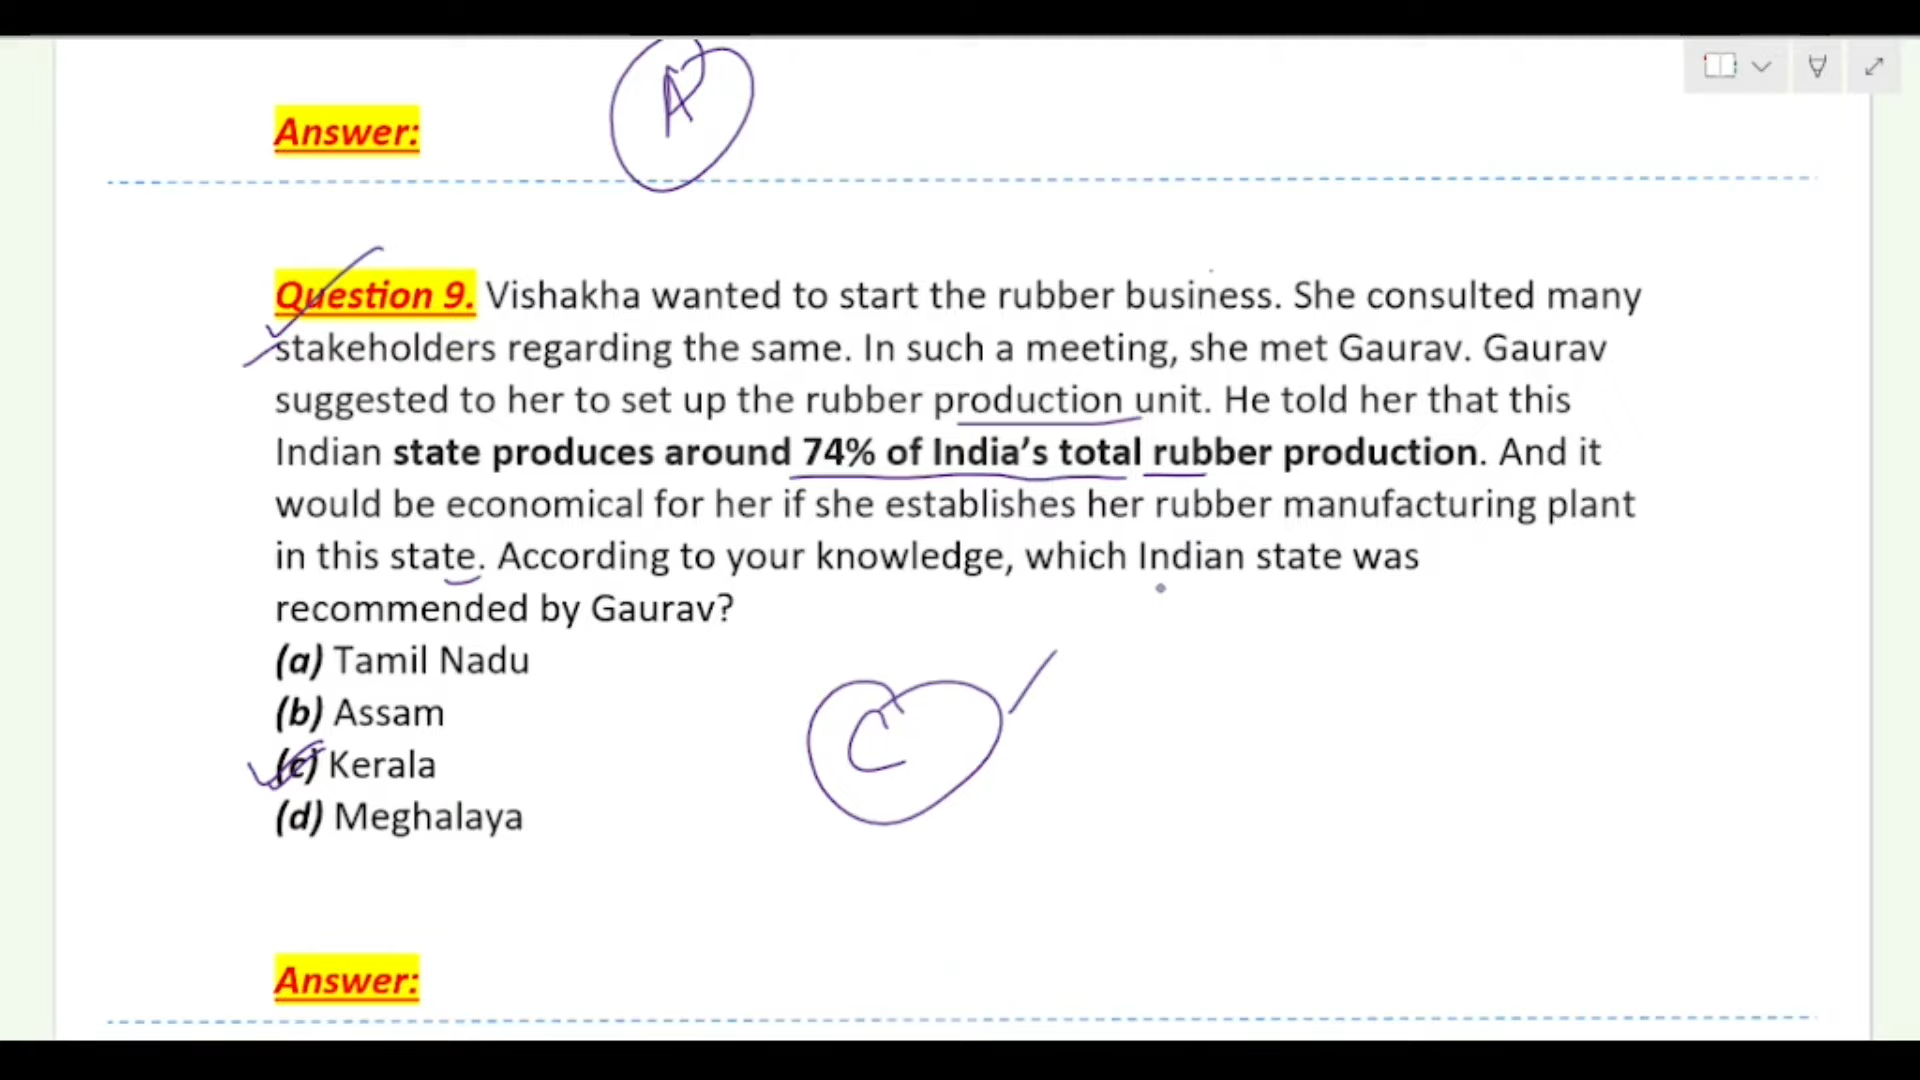 A
Answer:
Question 9. Vishakha wanted to start the rubber business. She consulted many
stakeholders regarding the same. In such a meeting, she met Gaurav. Gaurav
suggested to her to set up the rubber production unit. He told her that this
Indian state produces around 74% of India’s total rubber production. And it
would be economical for her if she establishes her rubber manufacturing plant
in this state. According to your knowledge, which Indian state was
recommended by Gaurav?
(a) Tamil Nadu
(b) Assam
(c) Kerala
(d) Meghalaya
C
Answer: